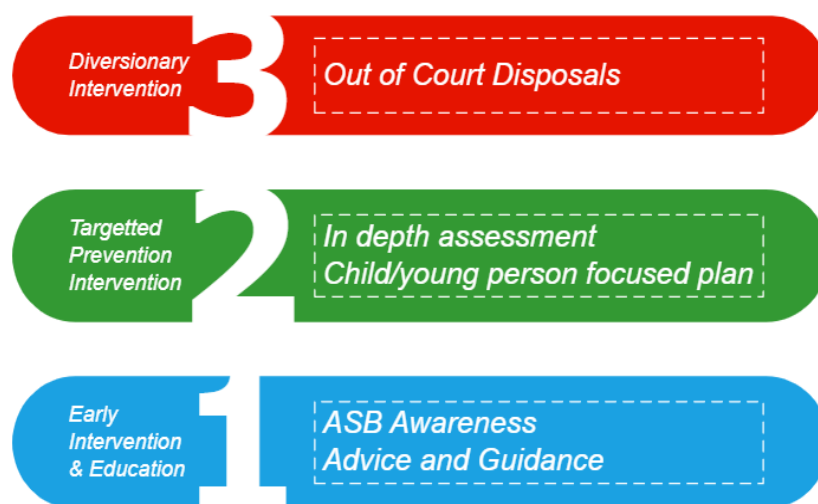 Diversionary
Intervention
3
Out of Court Disposals
Targetted
Prevention
Intervention
2
In depth assessment
Child/young person focused plan
Early
Intervention
& Education
1
ASB Awareness
Advice and Guidance